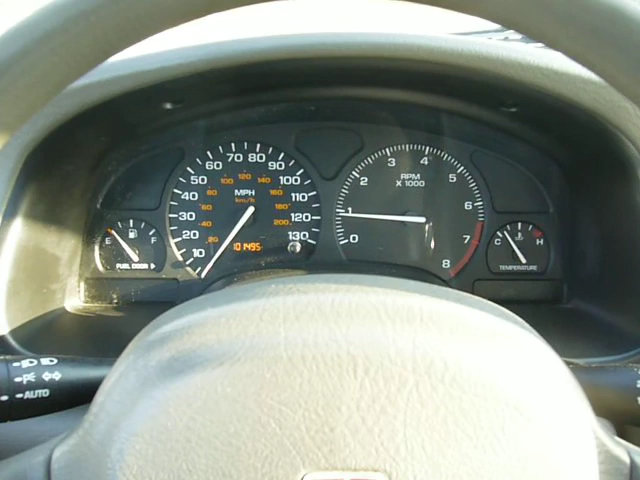 10 20 30 40 50 60 70 80 90 100 110 120 130
20 40 60 80 100 120 140 160 180 200
MPH
km/h
101495
E F
FUEL DOOR
0 1 2 3 4 5 6 7 8
RPM
X 1000
C H
TEMPERATURE
AUTO